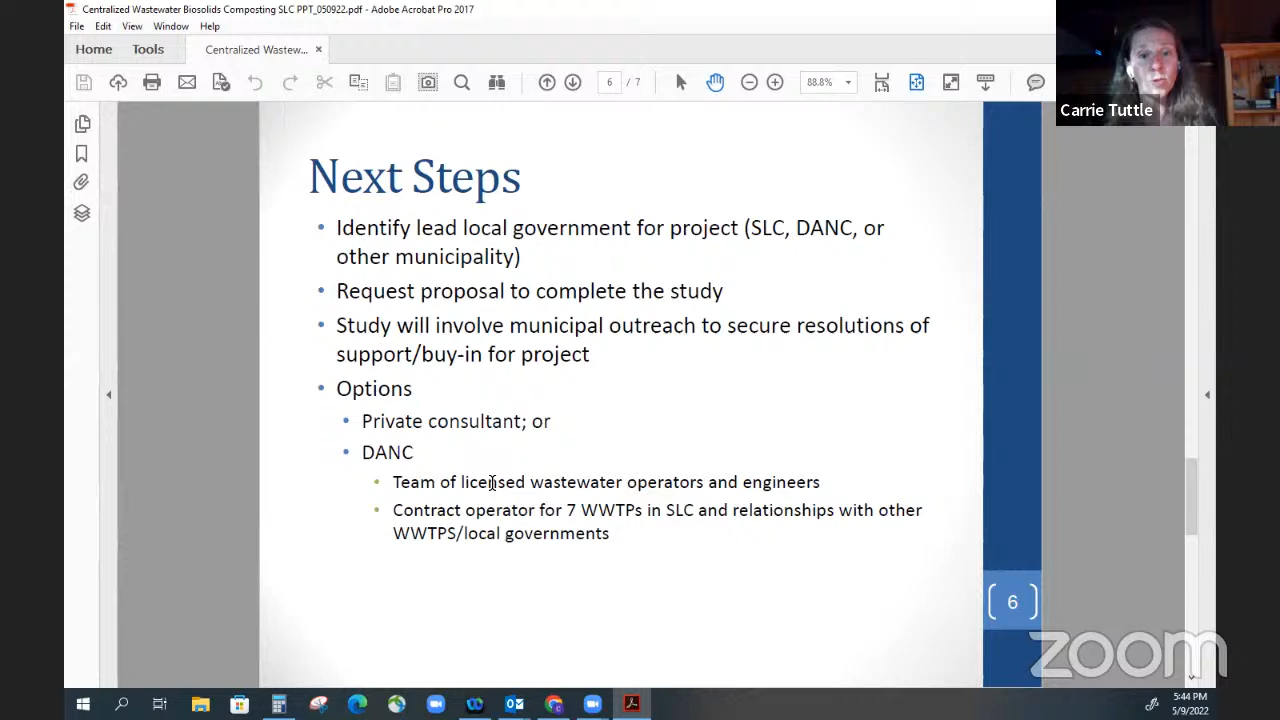 Centralized Wastewater Biosolids Composting SLC PPT_050922.pdf - Adobe Acrobat Pro 2017
File Edit View Window Help
Home Tools Centralized Wastew... ×
6 / 7 88.8%
Carrie Tuttle
Next Steps
• Identify lead local government for project (SLC, DANC, or
other municipality)
• Request proposal to complete the study
• Study will involve municipal outreach to secure resolutions of
support/buy-in for project
• Options
• Private consultant; or
• DANC
• Team of licensed wastewater operators and engineers
• Contract operator for 7 WWTPs in SLC and relationships with other
WWTPS/local governments
6
zoom
5:44 PM
5/9/2022